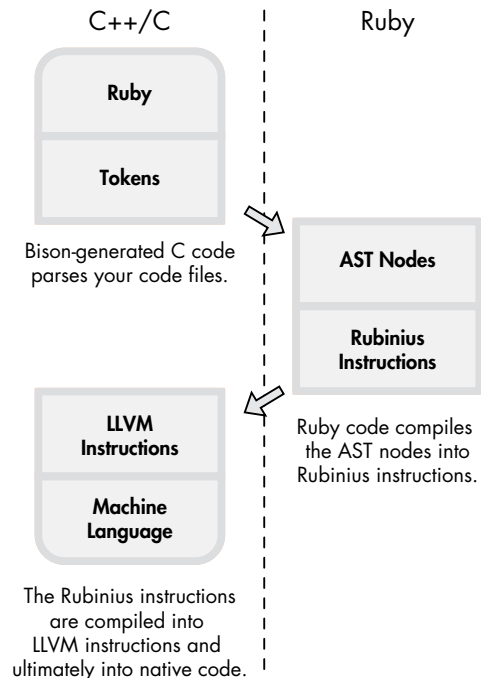 C++/C
Ruby
Ruby
Tokens
Bison-generated C code
parses your code files.
AST Nodes
Rubinius
Instructions
Ruby code compiles
the AST nodes into
Rubinius instructions.
LLVM
Instructions
Machine
Language
The Rubinius instructions
are compiled into
LLVM instructions and
ultimately into native code.